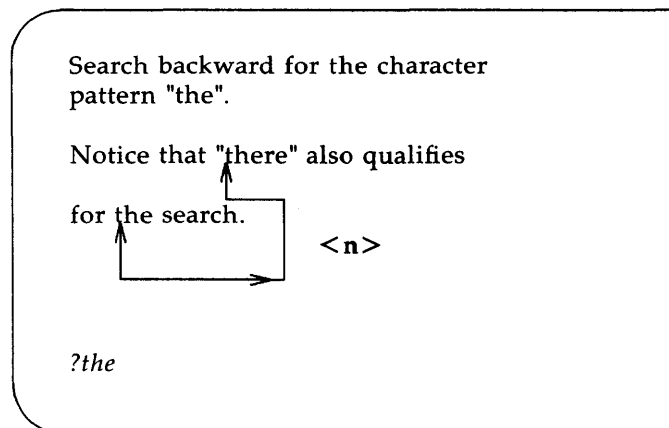 Search backward for the character
pattern "the".
Notice that "there" also qualifies
for the search.
<n>
?the